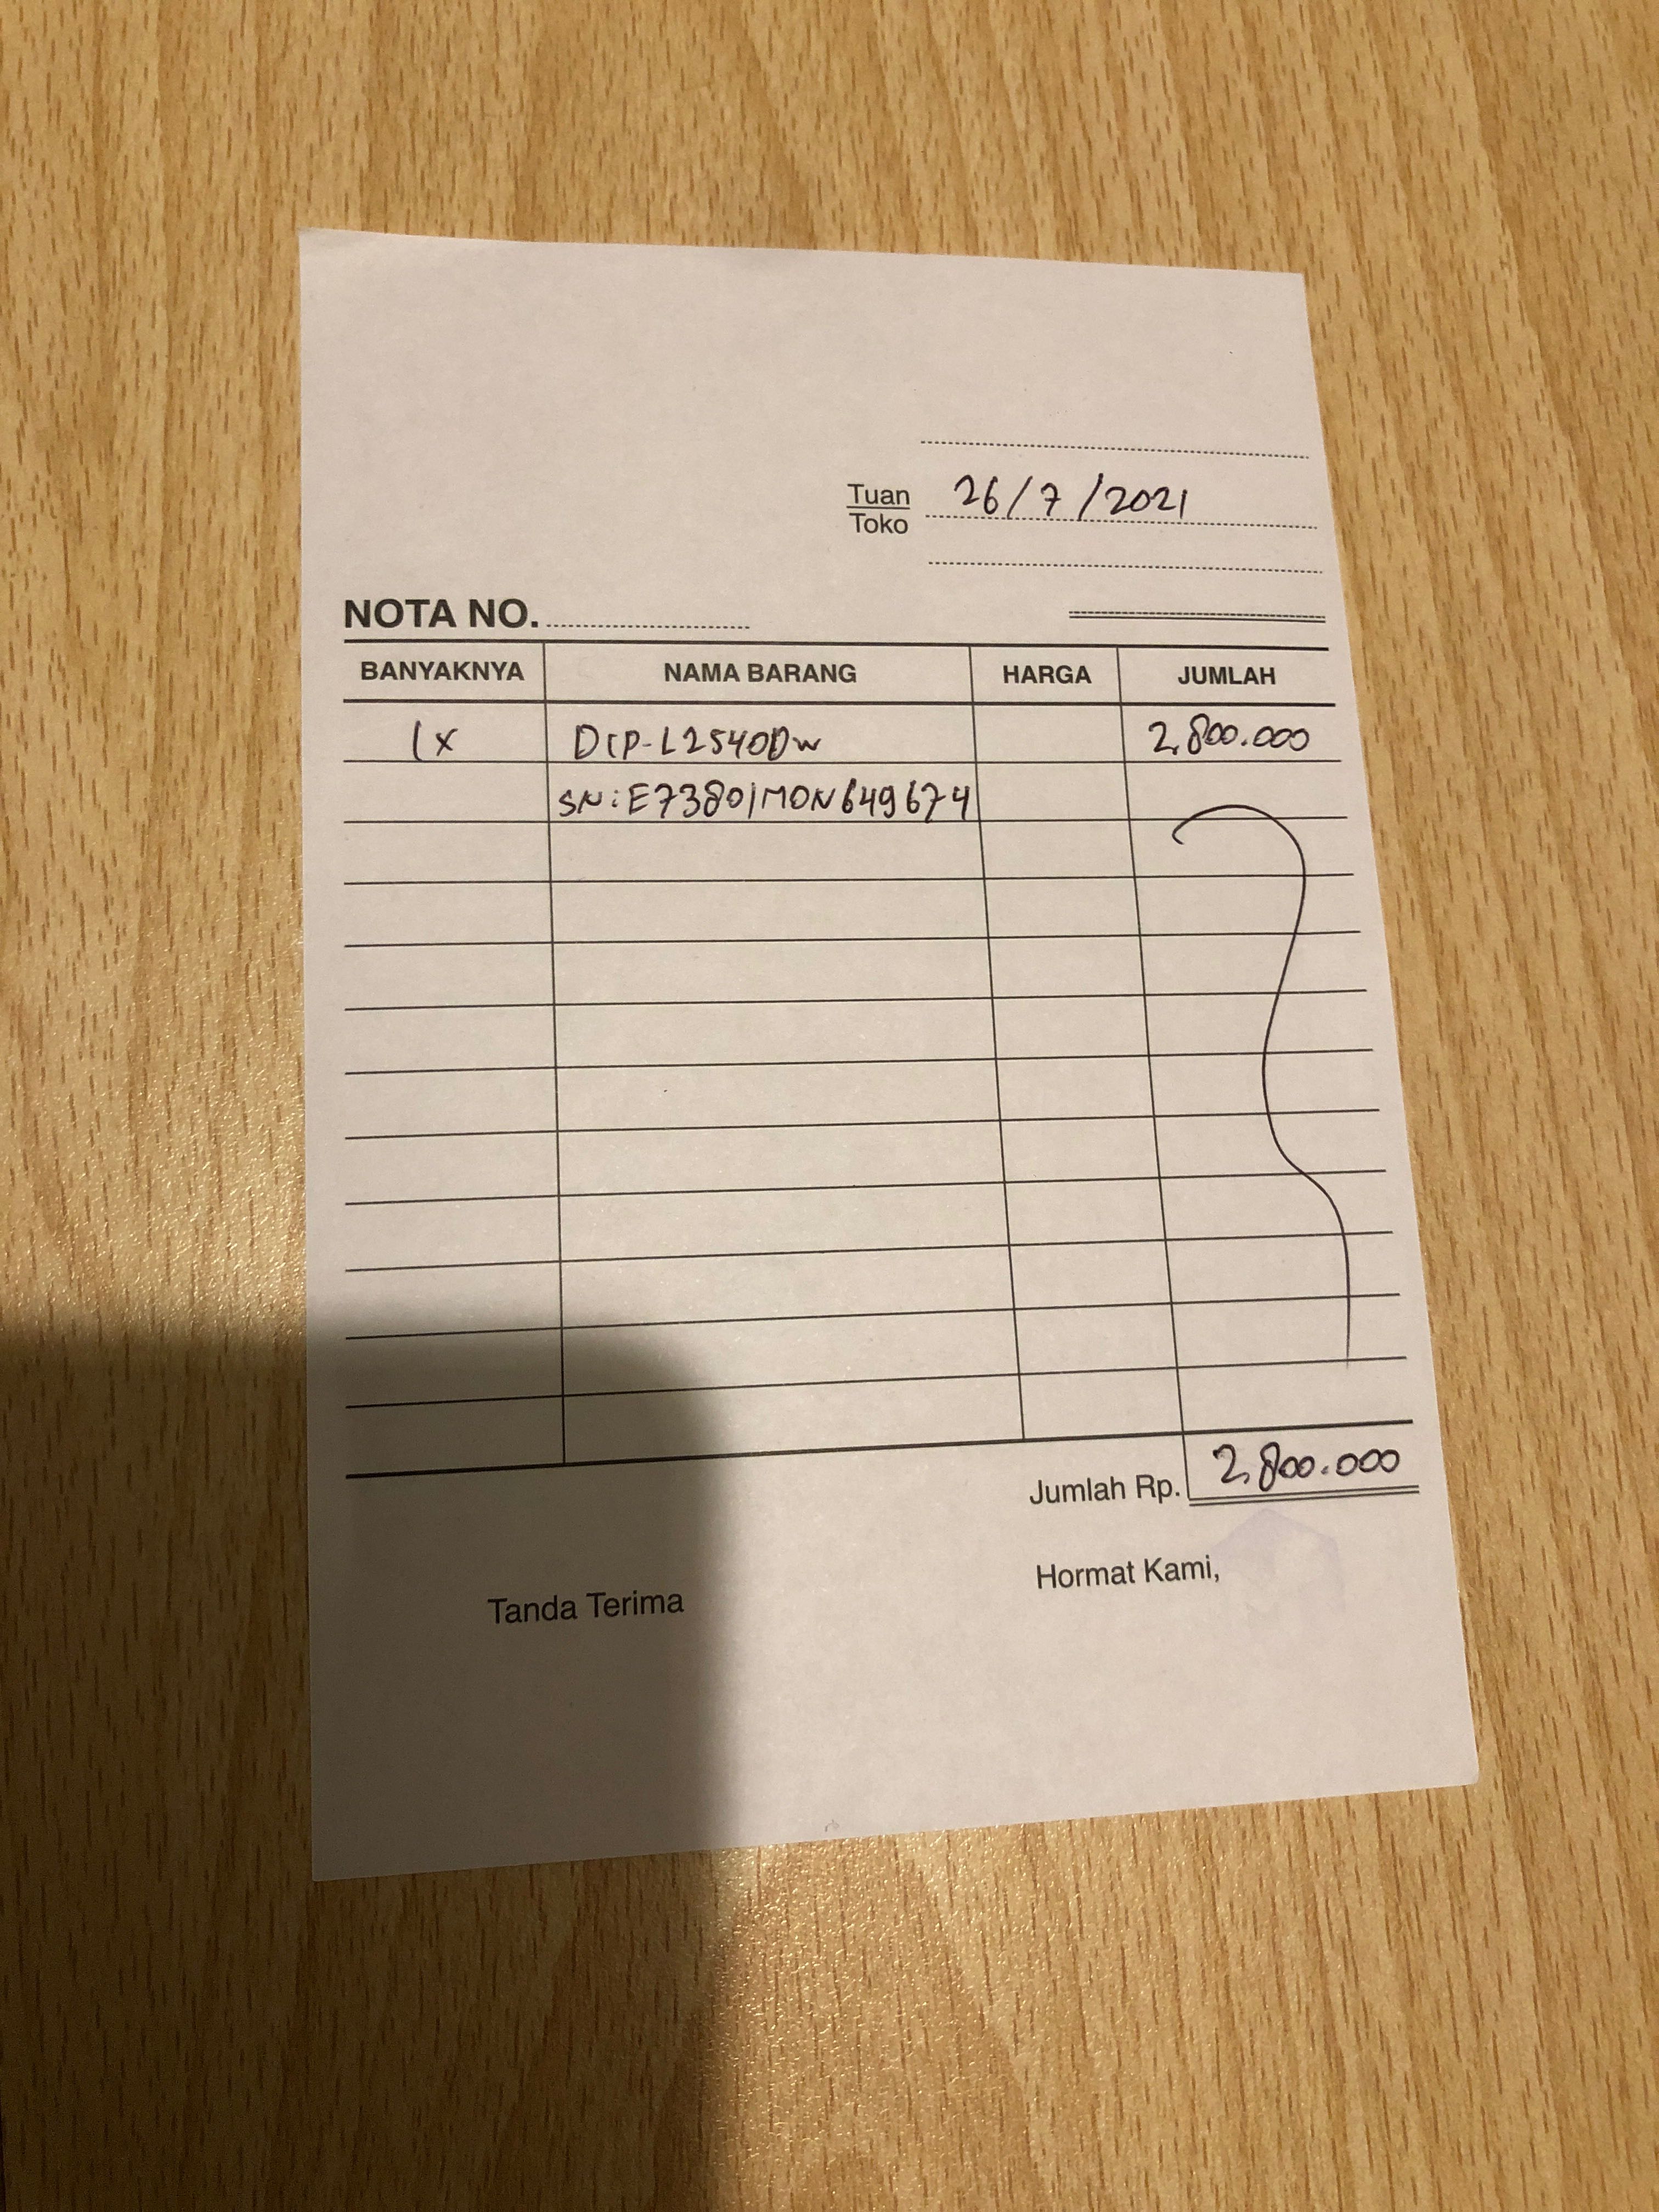 Tuan
Toko
26/7/2021
NOTA NO.
BANYAKNYA NAMA BARANG HARGA JUMLAH
1x DCP-L2540DW 2.800.000
SN:E73801M0N649674
Jumlah Rp. 2.800.000
Tanda Terima Hormat Kami,